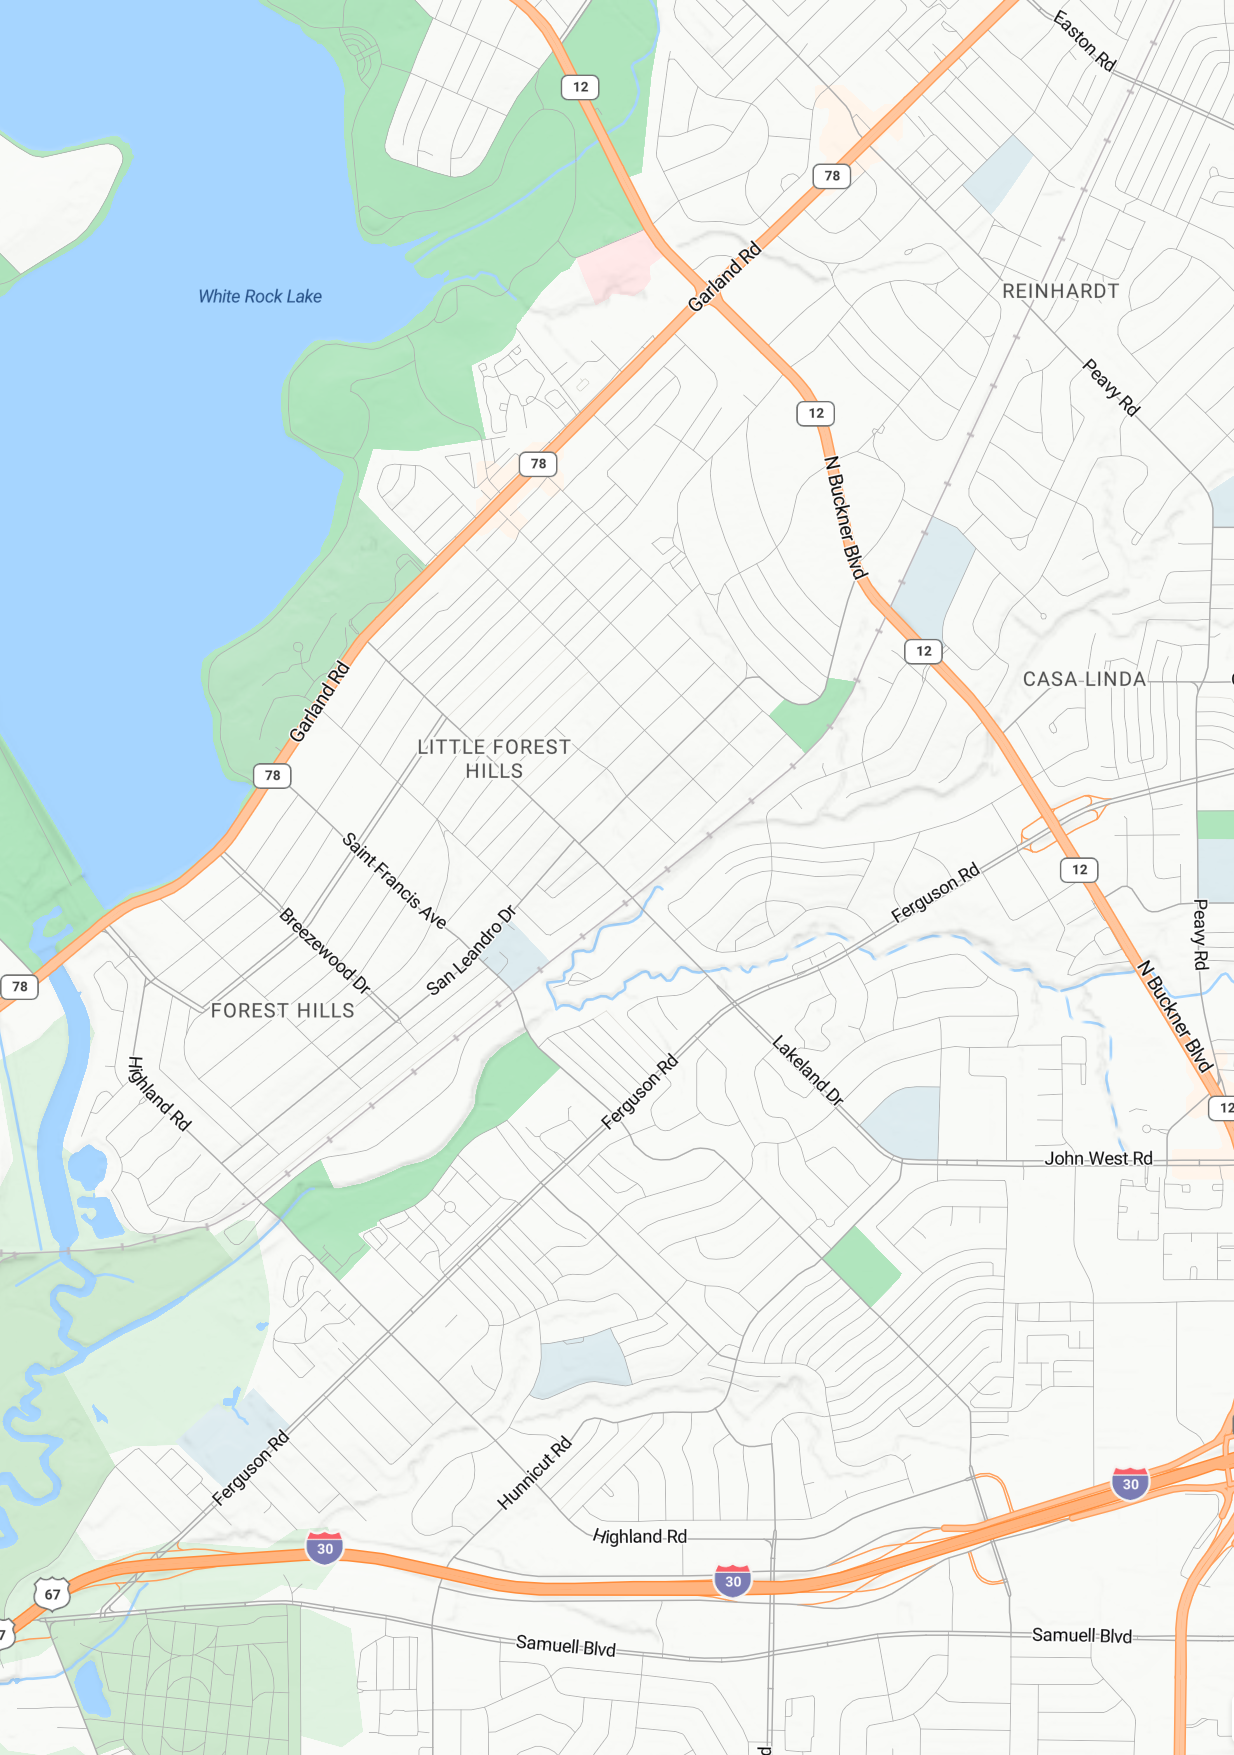 Easton Rd
12
78
Garland Rd
REINHARDT
White Rock Lake
Peavy Rd
12
78
N Buckner Blvd
12
CASA LINDA
Garland Rd
LITTLE FOREST
HILLS
78
Saint Francis Ave
12
Ferguson Rd
Breezewood Dr
San Leandro Dr
Peavy Rd
78
FOREST HILLS
N Buckner Blvd
Highland Rd
Ferguson Rd
Lakeland Dr
12
John West Rd
Ferguson Rd
Hunnicut Rd
30
Highland Rd
30
30
67
7
Samuell Blvd
Samuell Blvd